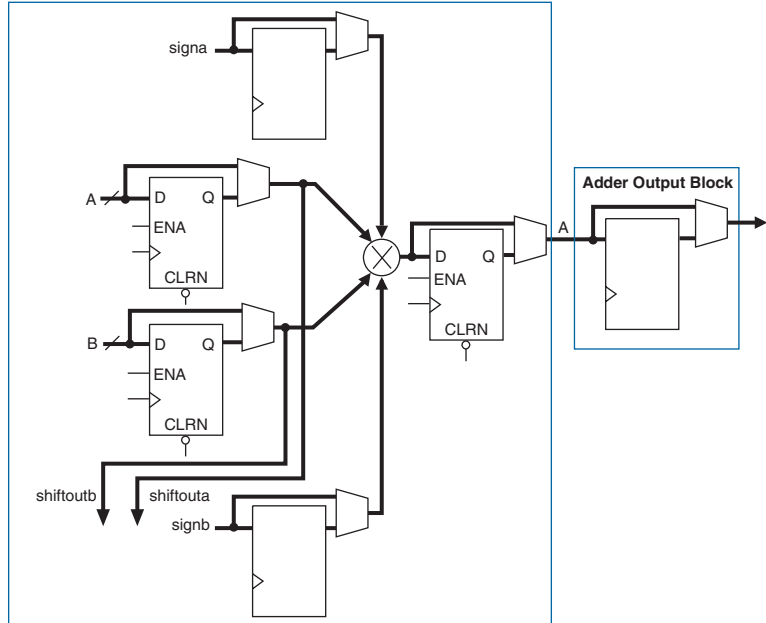 signa
Adder Output Block
A
D Q
ENA
CLRN
A
D Q
ENA
CLRN
B
D Q
ENA
CLRN
shiftoutb
shiftouta
signb